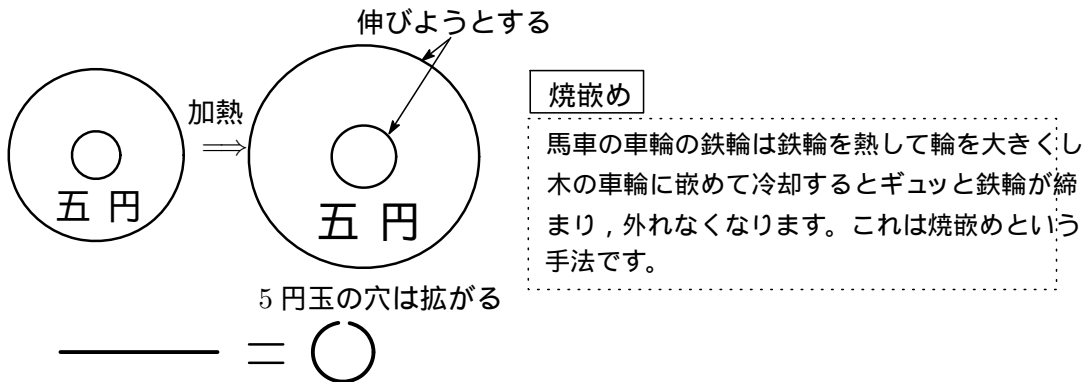 伸びようとする
加熱
⟹
五 円
五 円
5 円玉の穴は拡がる
=
焼嵌め
馬車の車輪の鉄輪は鉄輪を熱して輪を大きくし
木の車輪に嵌めて冷却するとギュッと鉄輪が締
まり，外れなくなります。これは焼嵌めという
手法です。